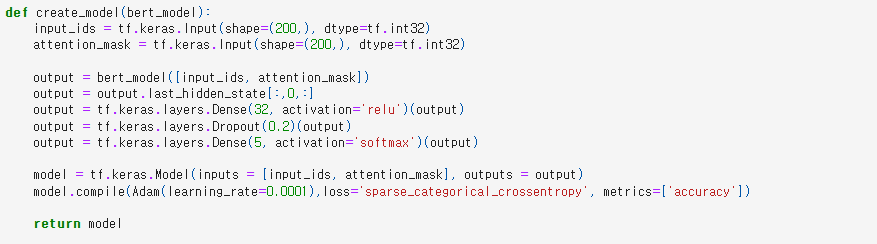 def create_model(bert_model):
    input_ids = tf.keras.Input(shape=(200,), dtype=tf.int32)
    attention_mask = tf.keras.Input(shape=(200,), dtype=tf.int32)

    output = bert_model([input_ids, attention_mask])
    output = output.last_hidden_state[:,0,:]
    output = tf.keras.layers.Dense(32, activation='relu')(output)
    output = tf.keras.layers.Dropout(0.2)(output)
    output = tf.keras.layers.Dense(5, activation='softmax')(output)

    model = tf.keras.Model(inputs = [input_ids, attention_mask], outputs = output)
    model.compile(Adam(learning_rate=0.0001),loss='sparse_categorical_crossentropy', metrics=['accuracy'])

    return model